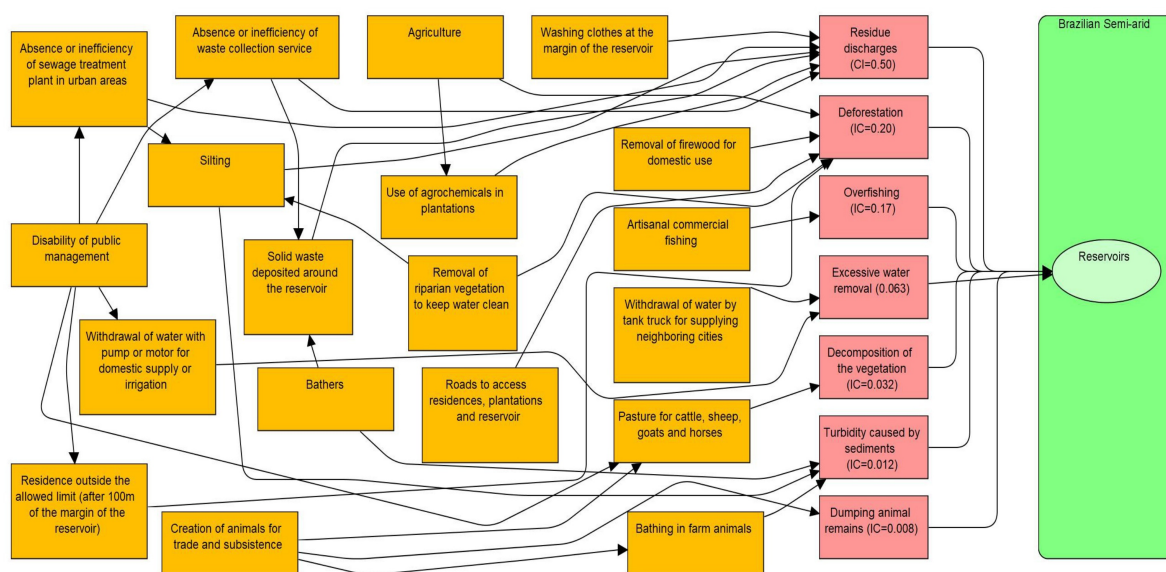 Absence or inefficiency
of sewage treatment
plant in urban areas
Absence or inefficiency of
waste collection service
Agriculture
Washing clothes at the
margin of the reservoir
Residue
discharges
(CI=0.50)
Brazilian Semi-arid
Silting
Use of agrochemicals in
plantations
Removal of firewood for
domestic use
Deforestation
(IC=0.20)
Disability of public
management
Solid waste
deposited around
the reservoir
Removal of
riparian vegetation
to keep water clean
Artisanal commercial
fishing
Overfishing
(IC=0.17)
Reservoirs
Withdrawal of water with
pump or motor for
domestic supply or
irrigation
Withdrawal of water by
tank truck for supplying
neighboring cities
Excessive water
removal (0.063)
Bathers
Roads to access
residences, plantations
and reservoir
Pasture for cattle, sheep,
goats and horses
Decomposition of
the vegetation
(IC=0.032)
Residence outside the
allowed limit (after 100m
of the margin of the
reservoir)
Creation of animals for
trade and subsistence
Bathing in farm animals
Turbidity caused by
sediments
(IC=0.012)
Dumping animal
remains (IC=0.008)